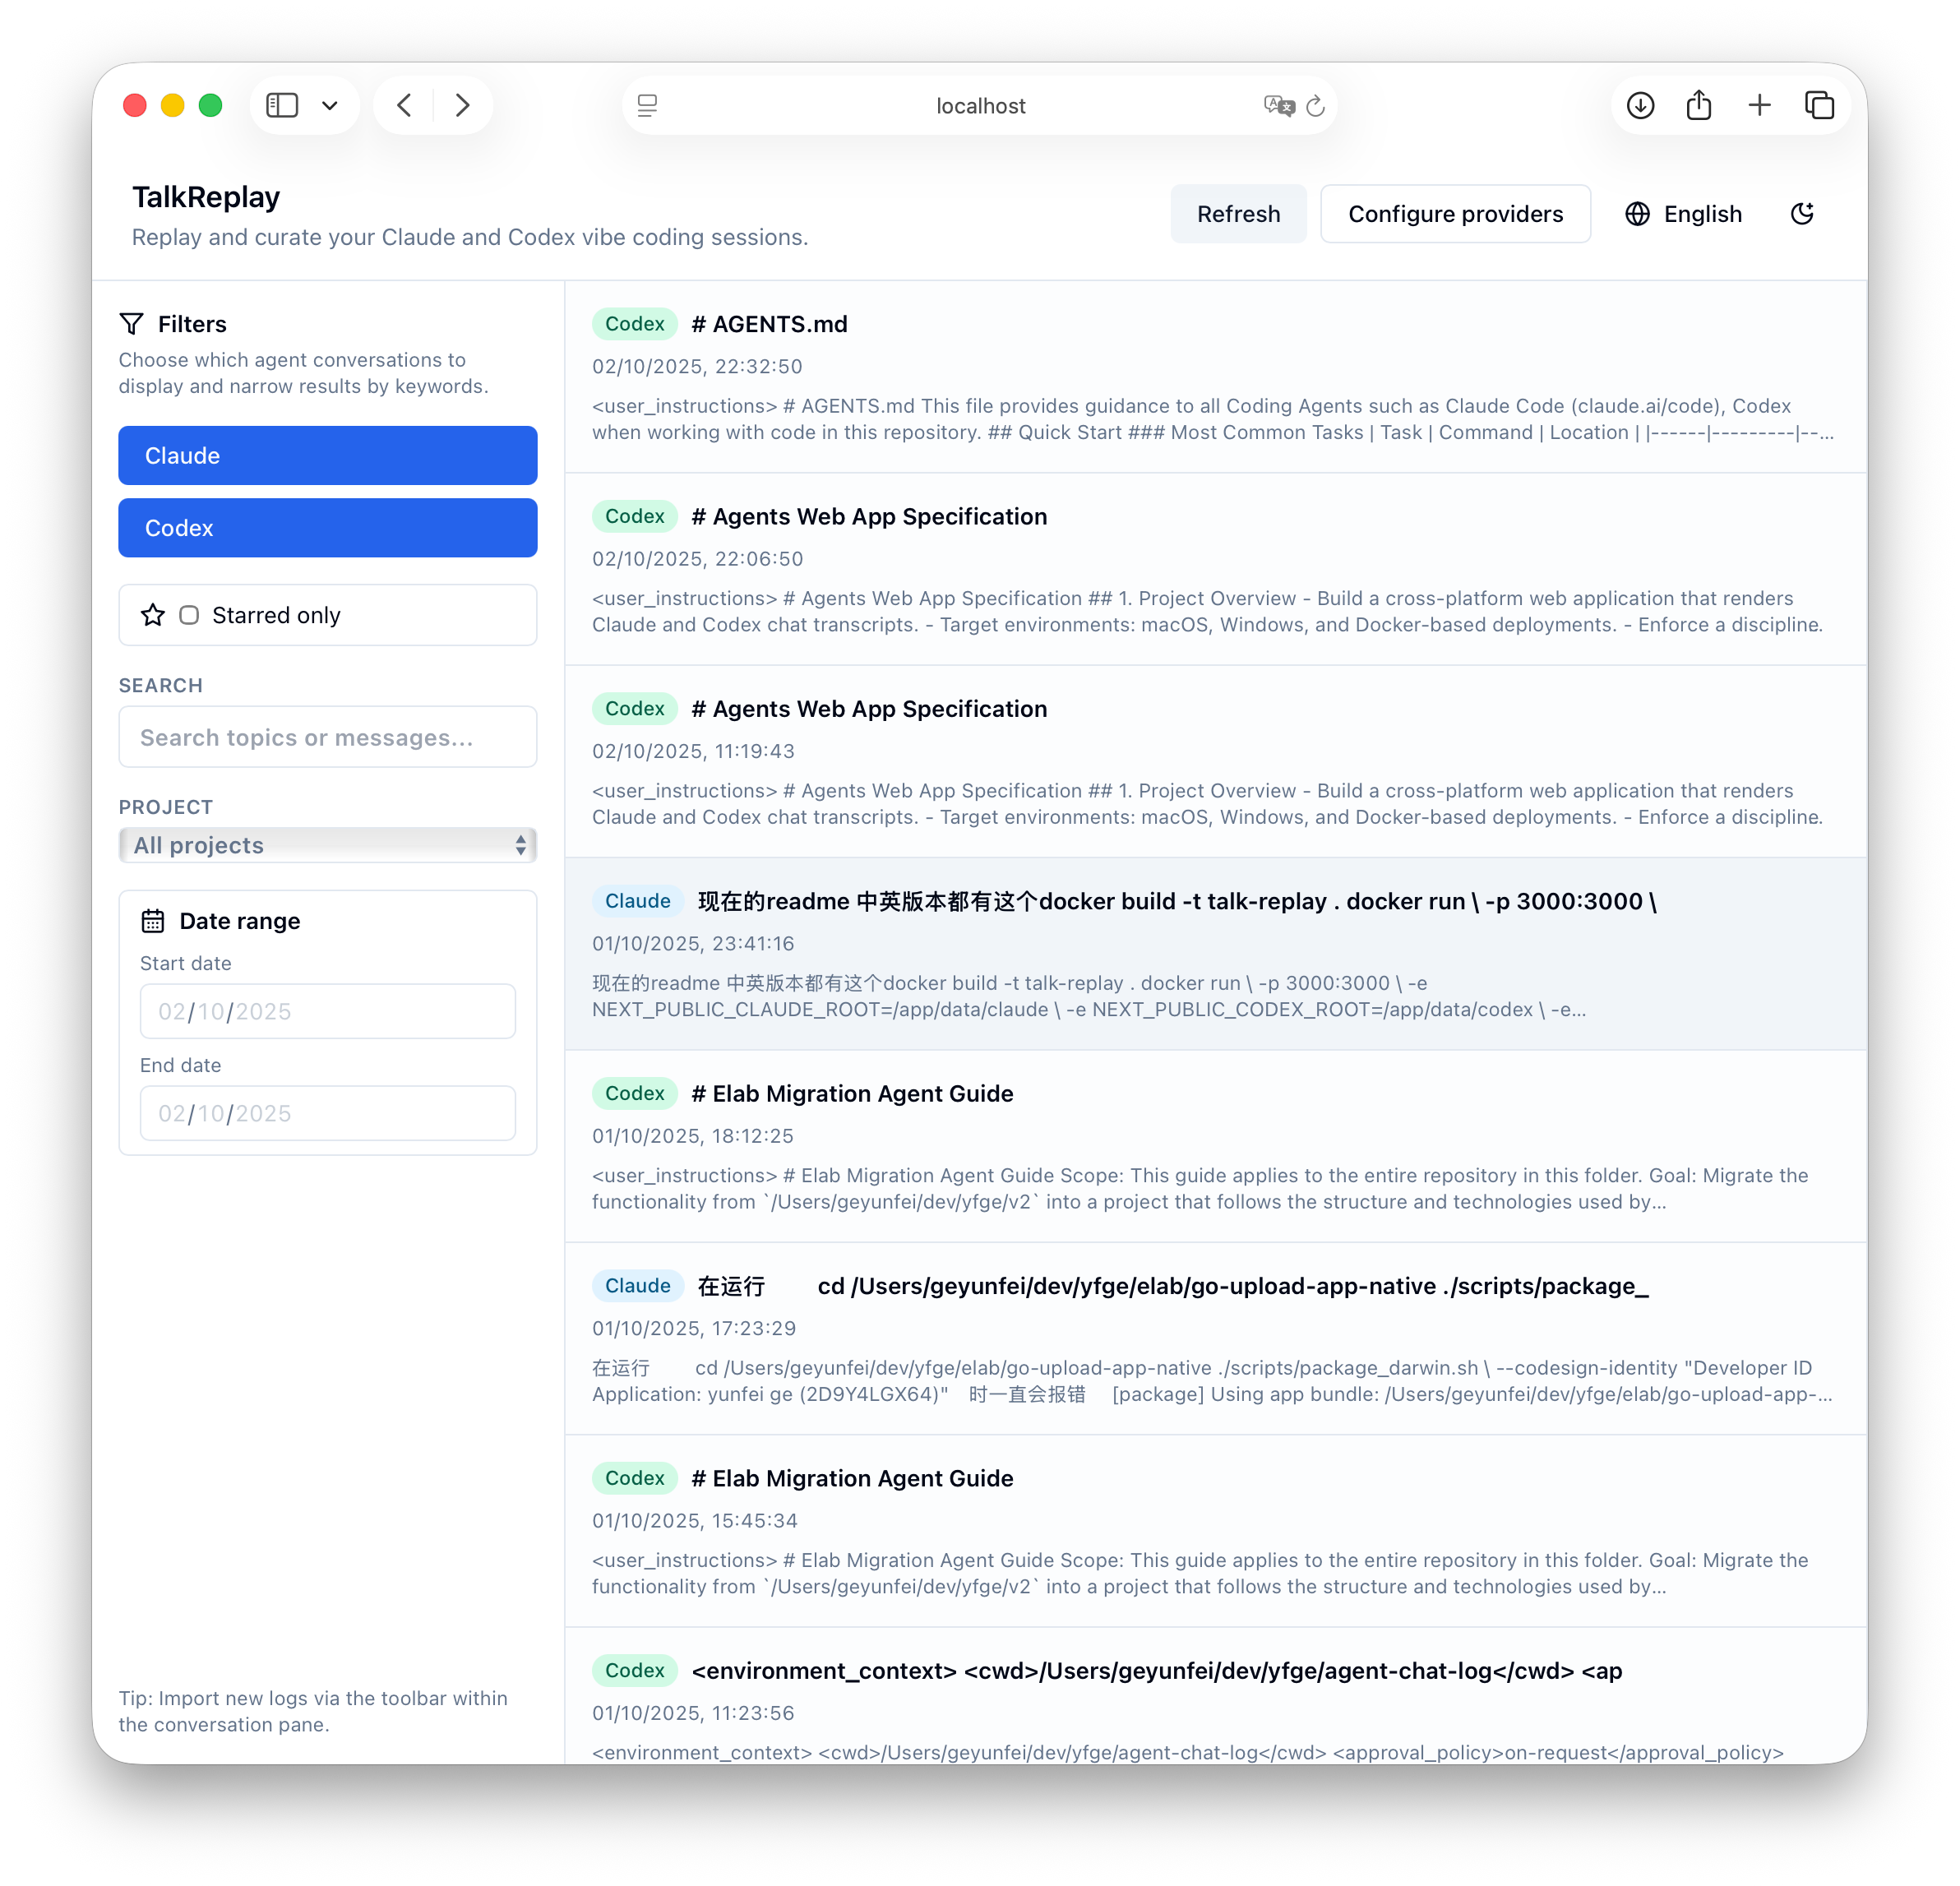 localhost
TalkReplay
Replay and curate your Claude and Codex vibe coding sessions.
Refresh
Configure providers
English
Filters
Choose which agent conversations to
display and narrow results by keywords.
Claude
Codex
Starred only
SEARCH
Search topics or messages...
PROJECT
All projects
Date range
Start date
02/10/2025
End date
02/10/2025
Tip: Import new logs via the toolbar within
the conversation pane.
Codex # AGENTS.md
02/10/2025, 22:32:50
<user_instructions> # AGENTS.md This file provides guidance to all Coding Agents such as Claude Code (claude.ai/code), Codex
when working with code in this repository. ## Quick Start ### Most Common Tasks | Task | Command | Location | |------|---------|--...
Codex # Agents Web App Specification
02/10/2025, 22:06:50
<user_instructions> # Agents Web App Specification ## 1. Project Overview - Build a cross-platform web application that renders
Claude and Codex chat transcripts. - Target environments: macOS, Windows, and Docker-based deployments. - Enforce a discipline.
Codex # Agents Web App Specification
02/10/2025, 11:19:43
<user_instructions> # Agents Web App Specification ## 1. Project Overview - Build a cross-platform web application that renders
Claude and Codex chat transcripts. - Target environments: macOS, Windows, and Docker-based deployments. - Enforce a discipline.
Claude 现在的readme 中英版本都有这个docker build -t talk-replay . docker run \ -p 3000:3000 \
01/10/2025, 23:41:16
现在的readme 中英版本都有这个docker build -t talk-replay . docker run \ -p 3000:3000 \ -e
NEXT_PUBLIC_CLAUDE_ROOT=/app/data/claude \ -e NEXT_PUBLIC_CODEX_ROOT=/app/data/codex \ -e...
Codex # Elab Migration Agent Guide
01/10/2025, 18:12:25
<user_instructions> # Elab Migration Agent Guide Scope: This guide applies to the entire repository in this folder. Goal: Migrate the
functionality from `/Users/geyunfei/dev/yfge/v2` into a project that follows the structure and technologies used by...
Claude 在运行 cd /Users/geyunfei/dev/yfge/elab/go-upload-app-native ./scripts/package_
01/10/2025, 17:23:29
在运行 cd /Users/geyunfei/dev/yfge/elab/go-upload-app-native ./scripts/package_darwin.sh \ --codesign-identity "Developer ID
Application: yunfei ge (2D9Y4LGX64)" 时一直会报错 [package] Using app bundle: /Users/geyunfei/dev/yfge/elab/go-upload-app-...
Codex # Elab Migration Agent Guide
01/10/2025, 15:45:34
<user_instructions> # Elab Migration Agent Guide Scope: This guide applies to the entire repository in this folder. Goal: Migrate the
functionality from `/Users/geyunfei/dev/yfge/v2` into a project that follows the structure and technologies used by...
Codex <environment_context> <cwd>/Users/geyunfei/dev/yfge/agent-chat-log</cwd> <ap
01/10/2025, 11:23:56
<environment_context> <cwd>/Users/geyunfei/dev/yfge/agent-chat-log</cwd> <approval_policy>on-request</approval_policy>